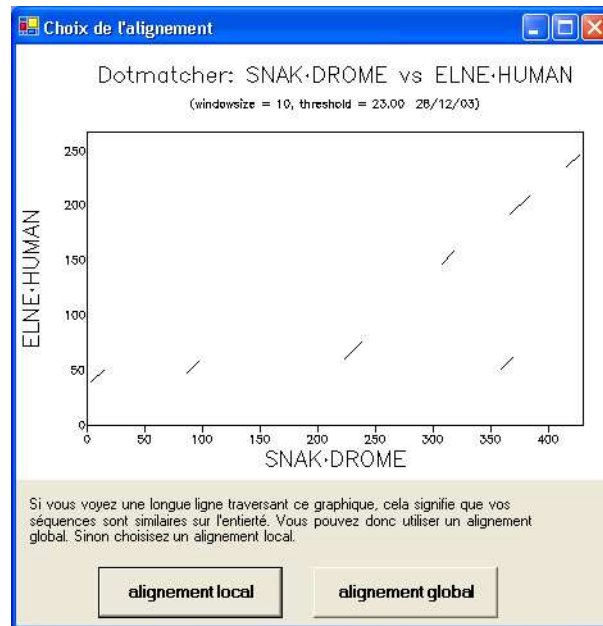 Choix de l'alignement
Dotmatcher: SNAK·DROME vs ELNE·HUMAN
(windowsize = 10, threshold = 23.00 28/12/03)
250
200
150
100
50
0
ELNE·HUMAN
0 50 100 150 200 250 300 350 400
SNAK·DROME
Si vous voyez une longue ligne traversant ce graphique, cela signifie que vos
séquences sont similaires sur l'entierté. Vous pouvez donc utiliser un alignement
global. Sinon choisisez un alignement local.
alignement local alignement global